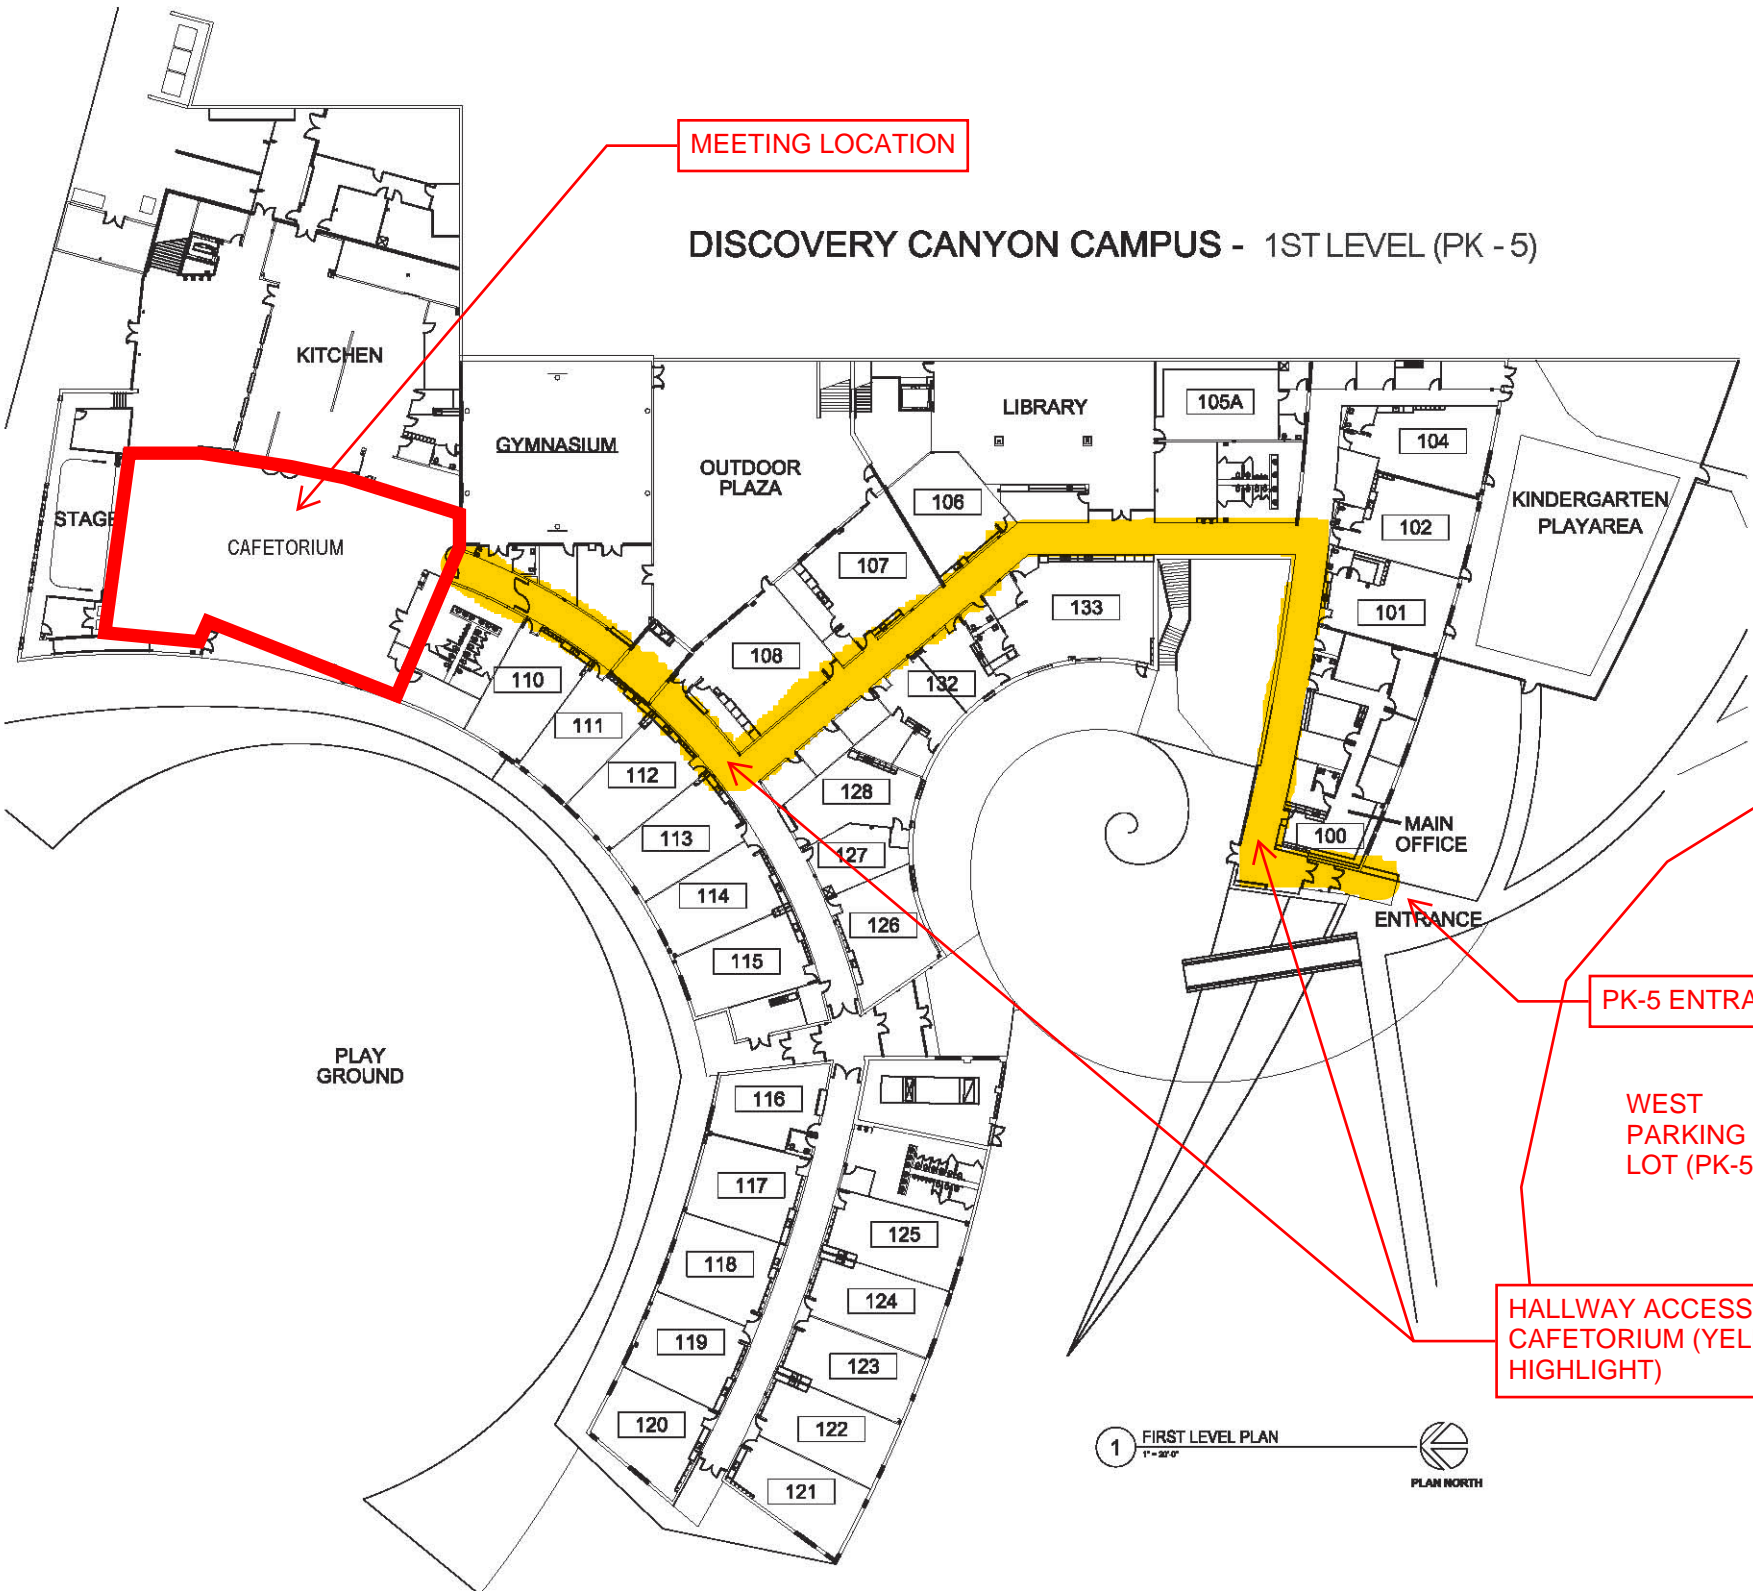 MEETING LOCATION
DISCOVERY CANYON CAMPUS - 1ST LEVEL (PK - 5)
KITCHEN
GYMNASIUM
OUTDOOR
PLAZA
LIBRARY
105A
104
106
102
KINDERGARTEN
PLAYAREA
STAGE
CAFETORIUM
107
133
101
108
110
132
111
112
128
113
127
100
MAIN
OFFICE
114
126
ENTRANCE
115
PK-5 ENTRA
PLAY
GROUND
116
WEST
PARKING
LOT (PK-5
117
125
118
124
119
123
HALLWAY ACCESS
CAFETORIUM (YEL
HIGHLIGHT)
120
122
121
1
FIRST LEVEL PLAN
1" = 20'-0"
PLAN NORTH